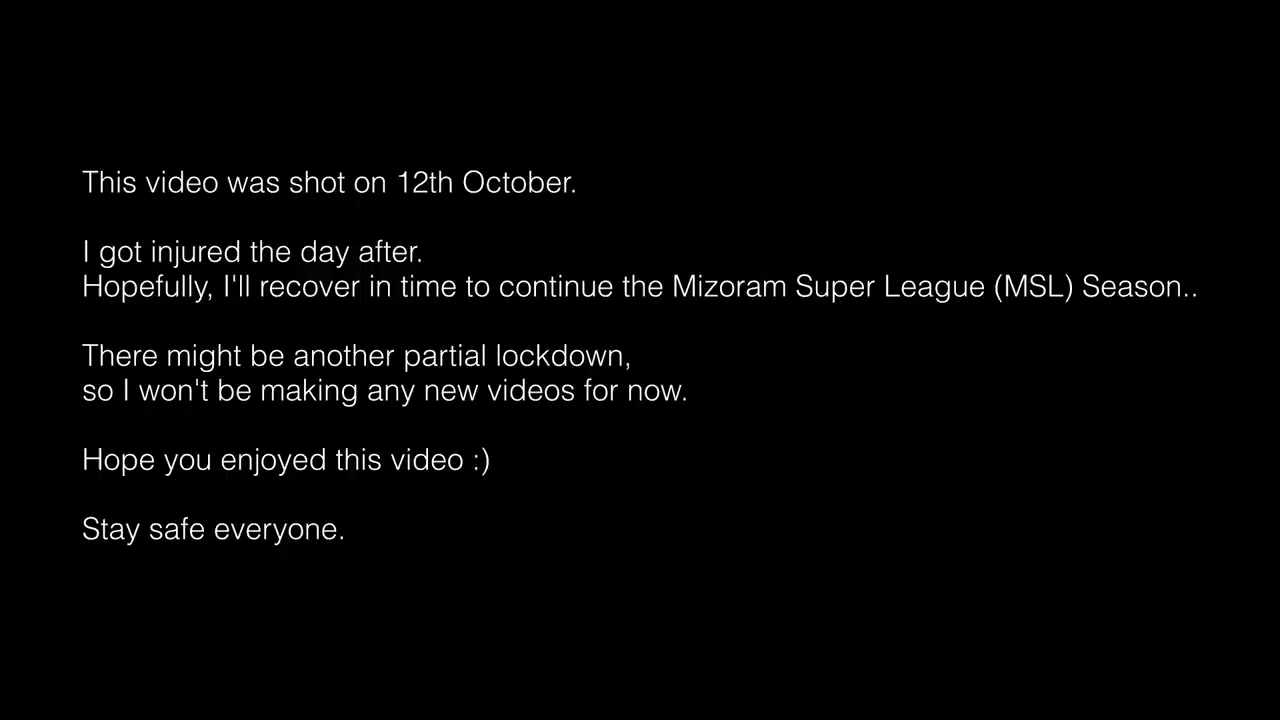 This video was shot on 12th October.
I got injured the day after.
Hopefully, I'll recover in time to continue the Mizoram Super League (MSL) Season..
There might be another partial lockdown,
so I won't be making any new videos for now.
Hope you enjoyed this video :)
Stay safe everyone.